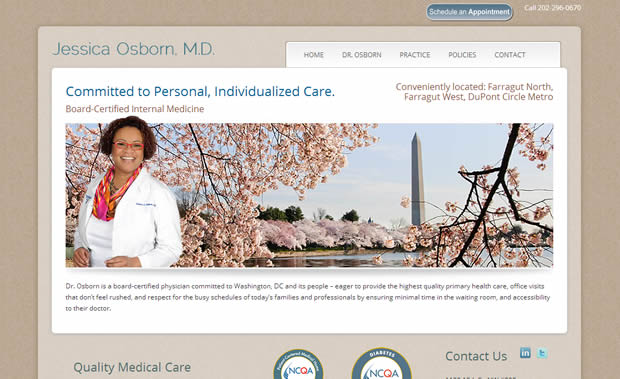 Schedule an Appointment
Call 202-296-0670
Jessica Osborn, M.D.
HOME DR. OSBORN PRACTICE POLICIES CONTACT
Committed to Personal, Individualized Care.
Board-Certified Internal Medicine
Conveniently located: Farragut North,
Farragut West, DuPont Circle Metro
Dr. Osborn is a board-certified physician committed to Washington, DC and its people – eager to provide the highest quality primary health care, office visits
that don't feel rushed, and respect for the busy schedules of today's families and professionals by ensuring minimal time in the waiting room, and accessibility
to their doctor.
Quality Medical Care
NCQA
DIABETES
NCQA
Contact Us
in